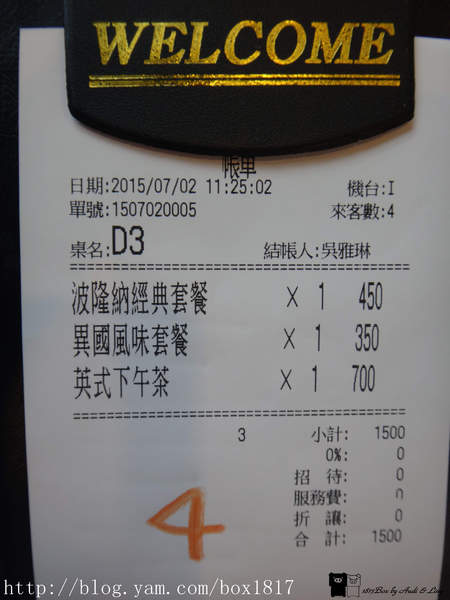 WELCOME
帳單
日期:2015/07/02 11:25:02 機台:I
單號:1507020005 來客數:4
桌名:D3 結帳人:吳雅琳
==========================================
波隆納經典套餐 X 1 450
異國風味套餐 X 1 350
英式下午茶 X 1 700
==========================================
3 小計: 1500
0%: 0
招 待: 0
服務費: 0
折 讓: 0
合 計: 1500
4
http://blog.yam.com/box1817
1817Box by Audi & Ling